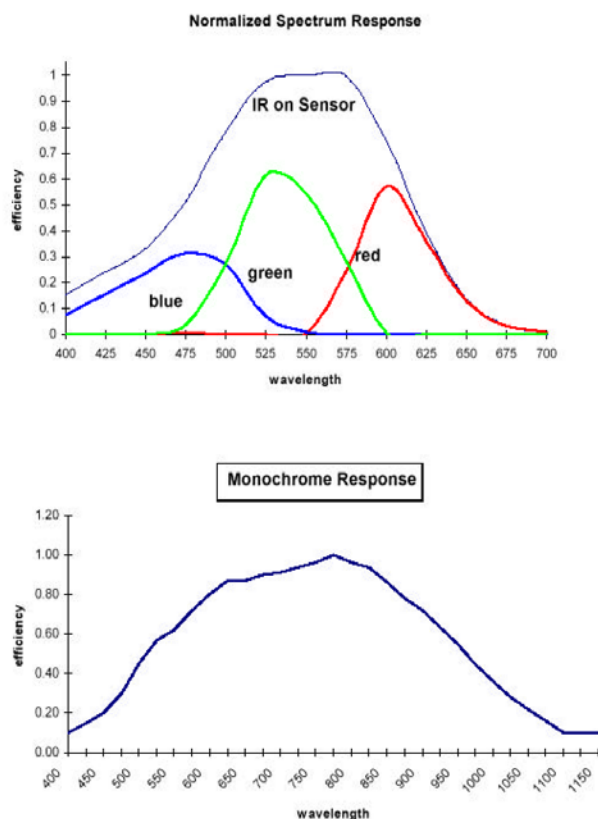 Normalized Spectrum Response
1
0.9
0.8
0.7
0.6
0.5
0.4
0.3
0.2
0.1
0
efficiency
IR on Sensor
blue
green
red
400 425 450 475 500 525 550 575 600 625 650 675 700
wavelength
Monochrome Response
1.20
1.00
0.80
0.60
0.40
0.20
0.00
efficiency
400 450 500 550 600 650 700 750 800 850 900 950 1000 1050 1100 1150
wavelength